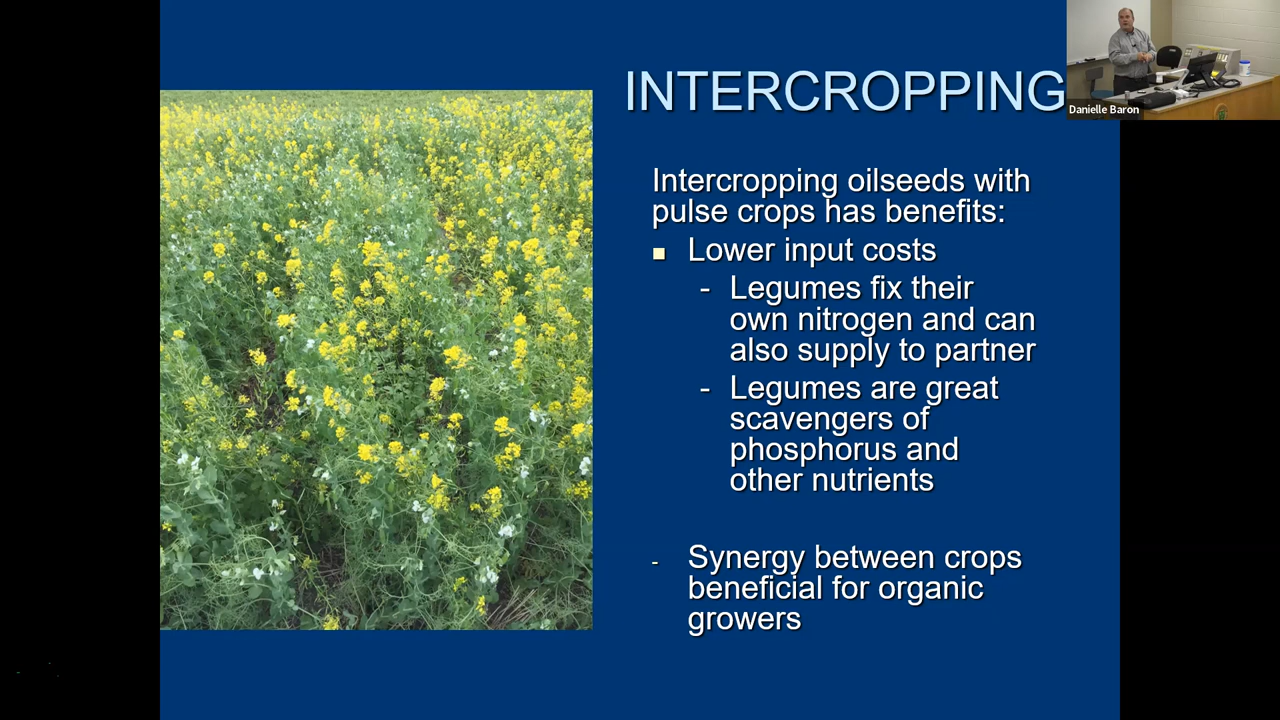 INTERCROPPING
Danielle Baron
Intercropping oilseeds with
pulse crops has benefits:
Lower input costs
- Legumes fix their
own nitrogen and can
also supply to partner
- Legumes are great
scavengers of
phosphorus and
other nutrients
- Synergy between crops
beneficial for organic
growers